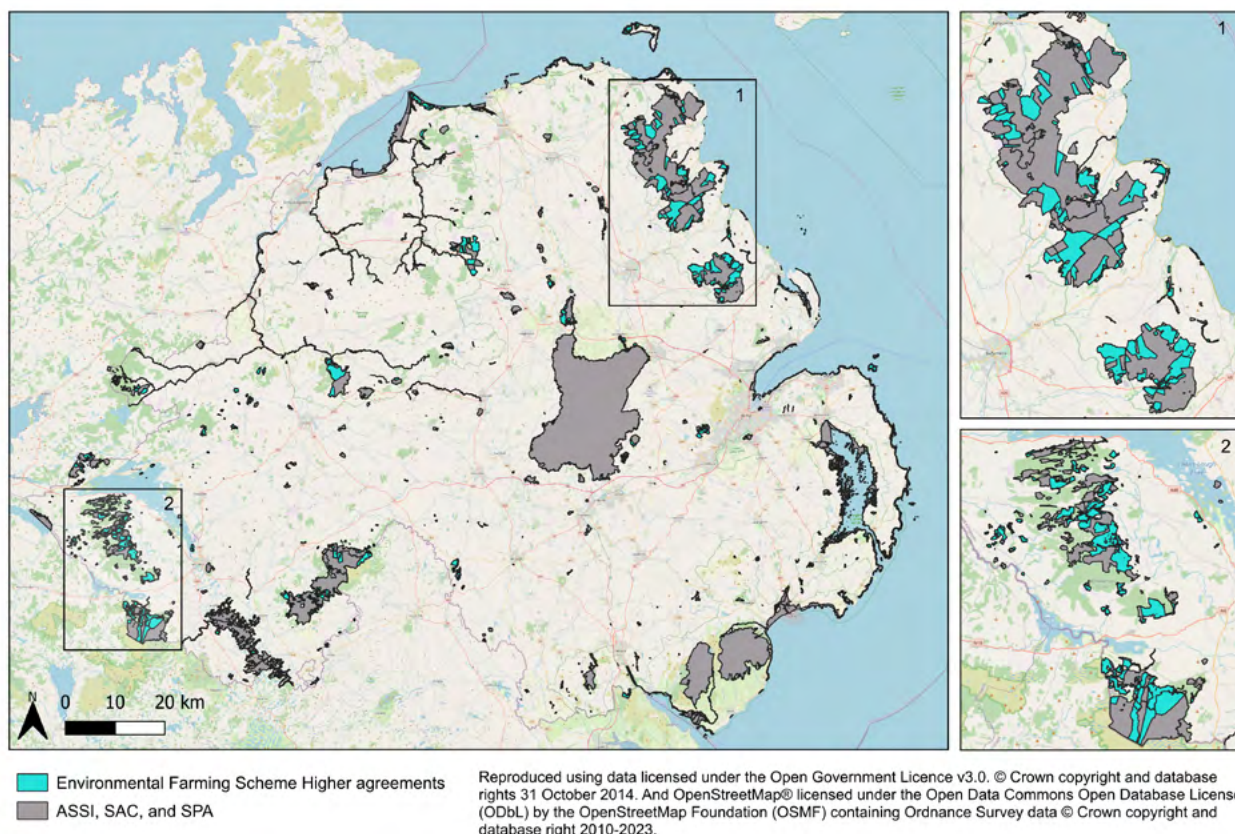 1
2
N
0 10 20 km
1
2
Environmental Farming Scheme Higher agreements
ASSI, SAC, and SPA
Reproduced using data licensed under the Open Government Licence v3.0. © Crown copyright and database
rights 31 October 2014. And OpenStreetMap® licensed under the Open Data Commons Open Database License
(ODbL) by the OpenStreetMap Foundation (OSMF) containing Ordnance Survey data © Crown copyright and
database right 2010-2023.